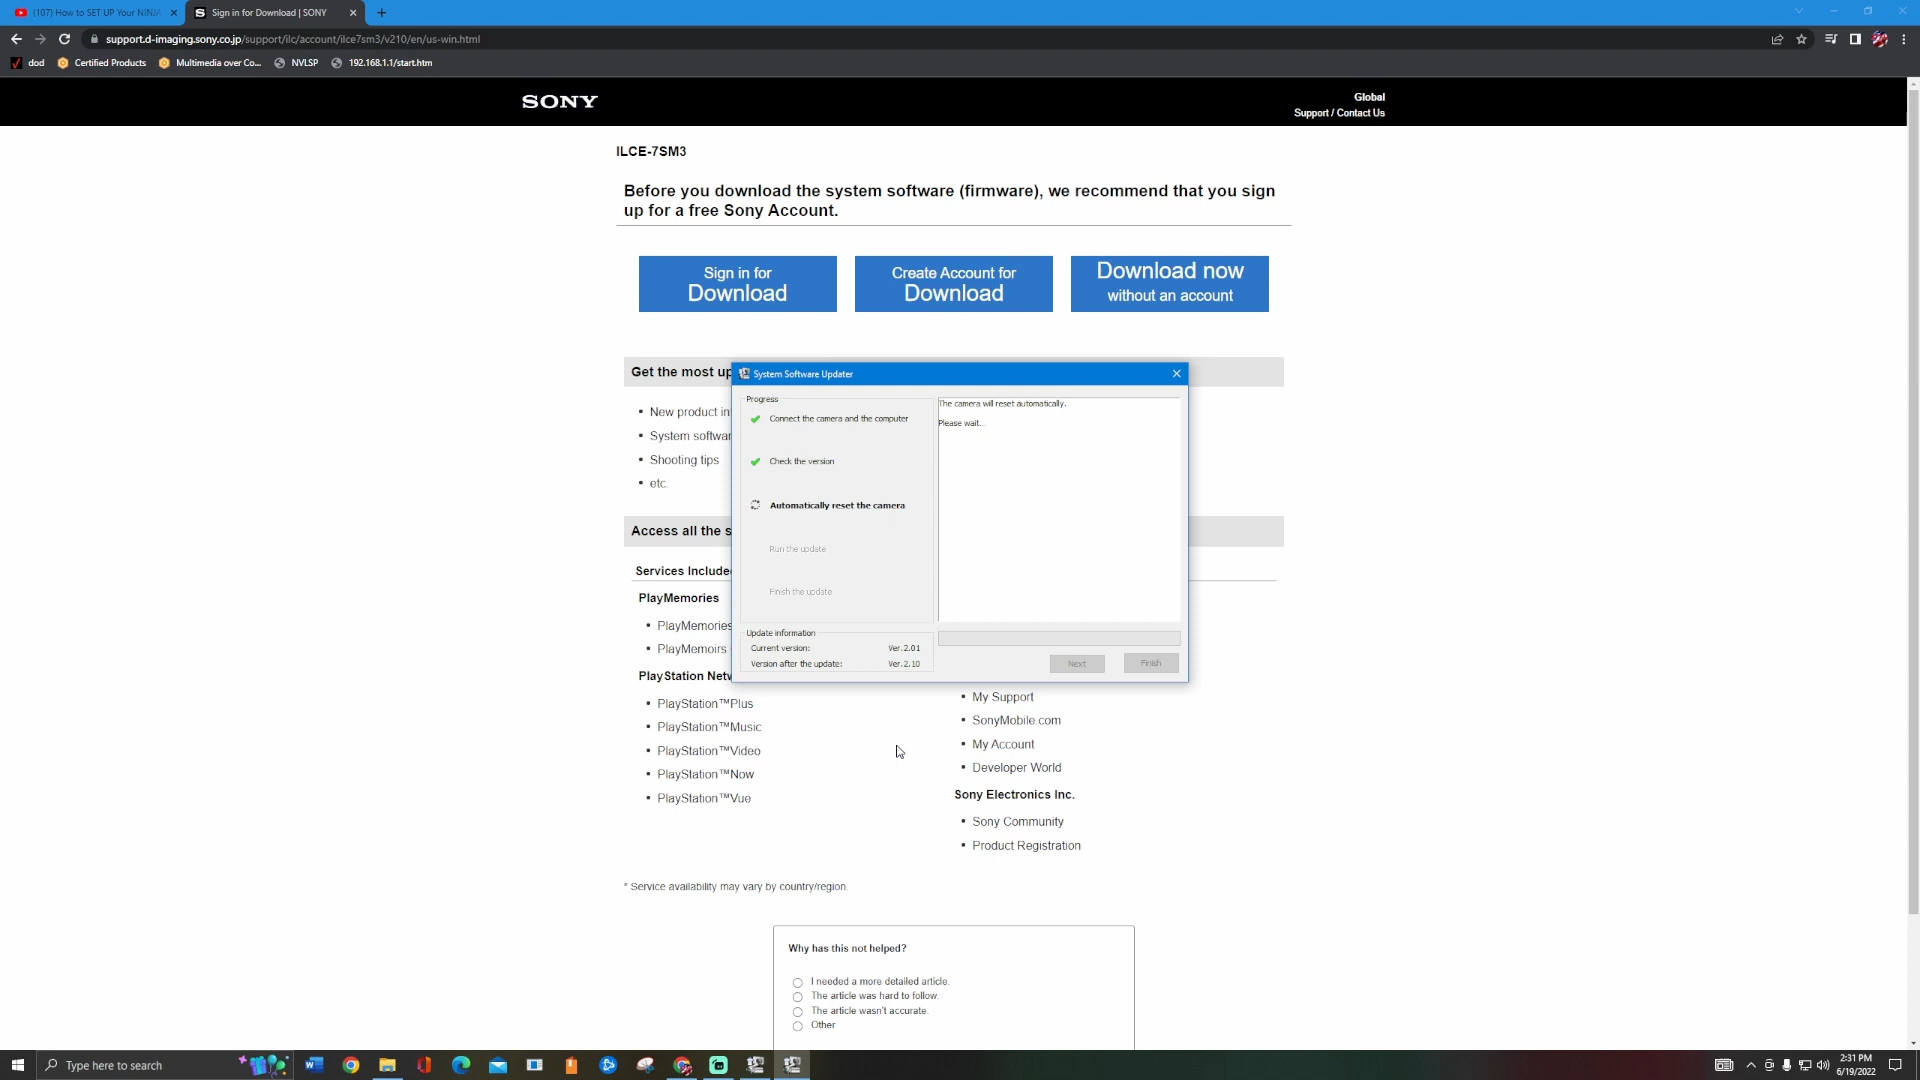 (107) How to SET UP Your NINJA
Sign in for Download | SONY
support.d-imaging.sony.co.jp/support/ilc/account/ilce7sm3/v210/en/us-win.html
dod
Certified Products
Multimedia over Co...
NVLSP
192.168.1.1/start.htm
SONY
Global
Support / Contact Us
ILCE-7SM3
Before you download the system software (firmware), we recommend that you sign
up for a free Sony Account.
Sign in for
Download
Create Account for
Download
Download now
without an account
Get the most up
• New product in
• System softwar
• Shooting tips
• etc.
System Software Updater
Progress
Connect the camera and the computer
Check the version
Automatically reset the camera
Run the update
Finish the update
The camera will reset automatically.
Please wait...
Update information
Current version: Ver.2.01
Version after the update: Ver.2.10
Next
Finish
Access all the s
Services Include
PlayMemories
• PlayMemories
• PlayMemoirs
PlayStation Netw
• PlayStation™Plus
• PlayStation™Music
• PlayStation™Video
• PlayStation™Now
• PlayStation™Vue
• My Support
• SonyMobile.com
• My Account
• Developer World
Sony Electronics Inc.
• Sony Community
• Product Registration
* Service availability may vary by country/region.
Why has this not helped?
I needed a more detailed article.
The article was hard to follow.
The article wasn't accurate.
Other
Type here to search
2:31 PM
6/19/2022